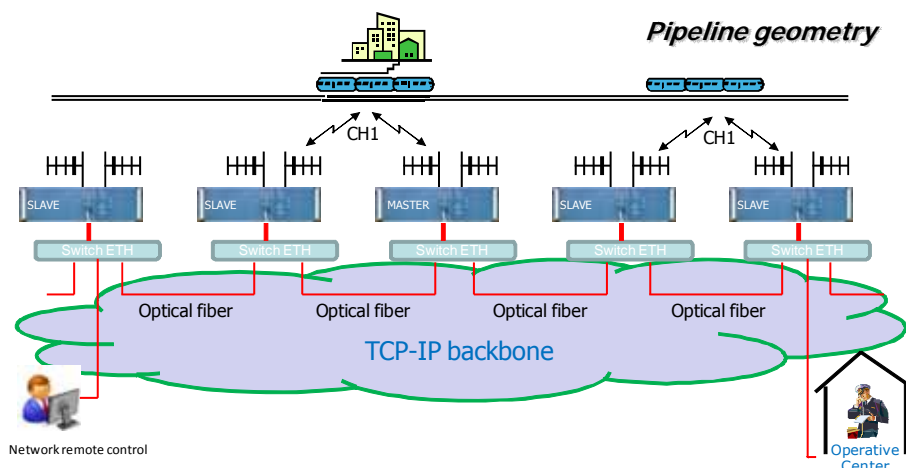 Pipeline geometry
CH1
CH1
SLAVE
SLAVE
MASTER
SLAVE
SLAVE
Switch ETH
Switch ETH
Switch ETH
Switch ETH
Switch ETH
Optical fiber
Optical fiber
Optical fiber
Optical fiber
TCP-IP backbone
Network remote control
Operative
Center